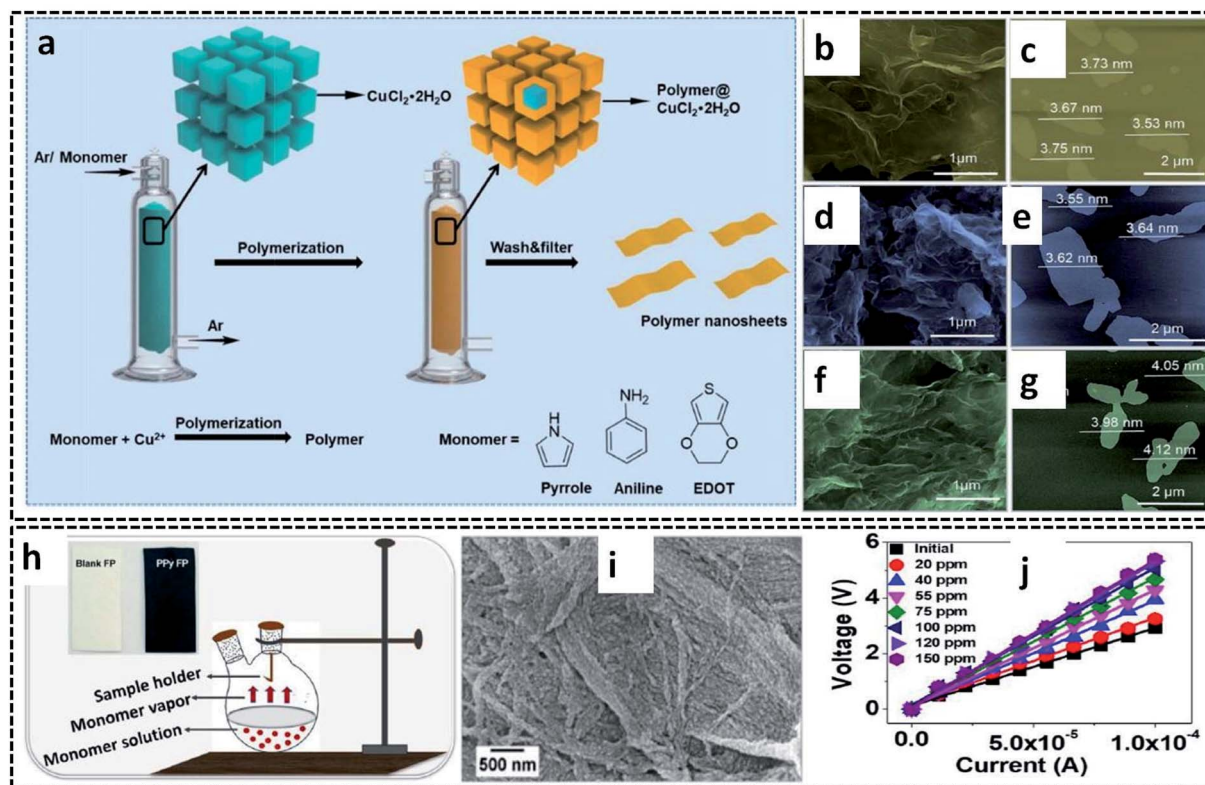 a
CuCl₂•2H₂O
Polymer@
CuCl₂•2H₂O
Ar/ Monomer
Polymerization
Wash&filter
Ar
Polymer nanosheets
Monomer + Cu²⁺
Polymerization
Polymer
Monomer =
H
N
NH₂
S
O
O
Pyrrole
Aniline
EDOT
b
1μm
c
3.73 nm
3.67 nm
3.53 nm
3.75 nm
2 μm
d
1μm
e
3.55 nm
3.64 nm
3.62 nm
2 μm
f
1μm
g
4.05 nm
3.98 nm
4.12 nm
2 μm
h
Blank FP
PPy FP
Sample holder
Monomer vapor
Monomer solution
i
500 nm
j
Voltage (V)
6
4
2
0
Initial
20 ppm
40 ppm
55 ppm
75 ppm
100 ppm
120 ppm
150 ppm
0.0
5.0x10⁻⁵
1.0x10⁻⁴
Current (A)